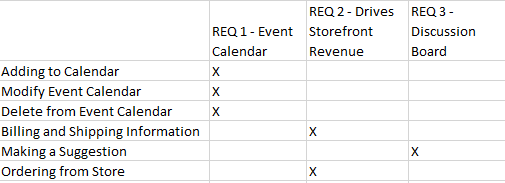 REQ 2 - Drives REQ 3 -
REQ 1 - Event Storefront Discussion
Calendar Revenue Board
Adding to Calendar X
Modify Event Calendar X
Delete from Event Calendar X
Billing and Shipping Information X
Making a Suggestion X
Ordering from Store X